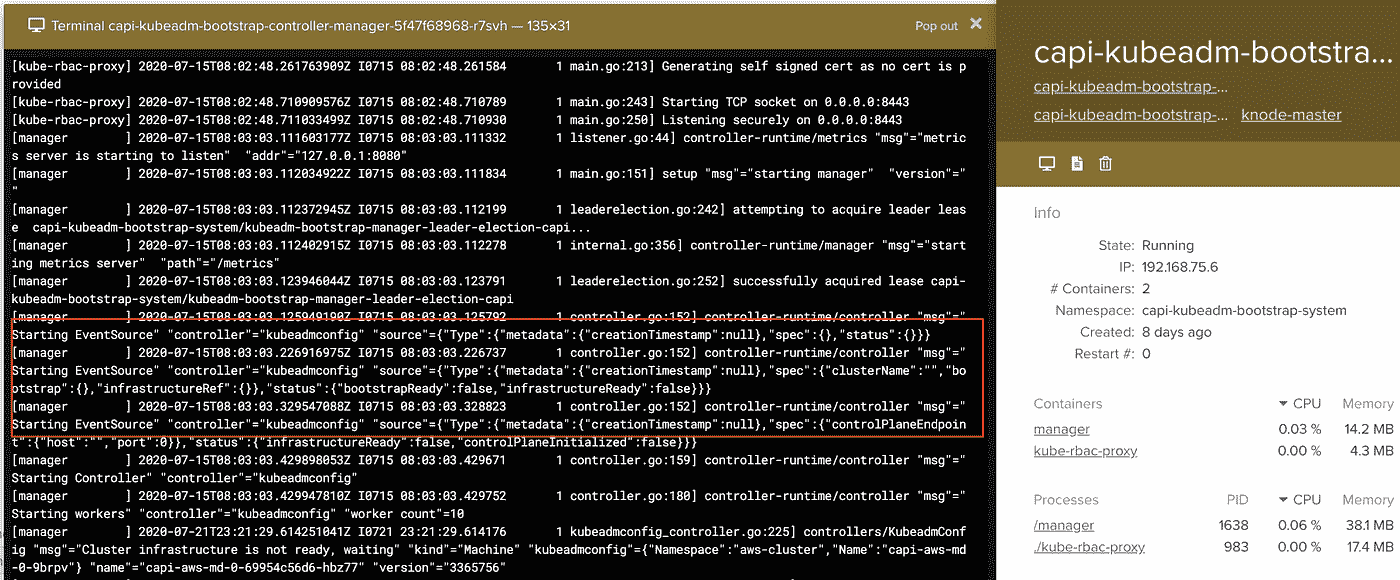 Terminal capi-kubeadm-bootstrap-controller-manager-5f47f68968-r7svh — 135×31
Pop out ×
[kube-rbac-proxy] 2020-07-15T08:02:48.261763909Z I0715 08:02:48.261584 1 main.go:213] Generating self signed cert as no cert is p
rovided
[kube-rbac-proxy] 2020-07-15T08:02:48.710909576Z I0715 08:02:48.710789 1 main.go:243] Starting TCP socket on 0.0.0.0:8443
[kube-rbac-proxy] 2020-07-15T08:02:48.711033499Z I0715 08:02:48.710930 1 main.go:250] Listening securely on 0.0.0.0:8443
[manager ] 2020-07-15T08:03:03.111603177Z I0715 08:03:03.111332 1 listener.go:44] controller-runtime/metrics "msg"="metric
s server is starting to listen" "addr"="127.0.0.1:8080"
[manager ] 2020-07-15T08:03:03.112034922Z I0715 08:03:03.111834 1 main.go:151] setup "msg"="starting manager" "version"="
"
[manager ] 2020-07-15T08:03:03.112372945Z I0715 08:03:03.112199 1 leaderelection.go:242] attempting to acquire leader leas
e capi-kubeadm-bootstrap-system/kubeadm-bootstrap-manager-leader-election-capi...
[manager ] 2020-07-15T08:03:03.112402915Z I0715 08:03:03.112278 1 internal.go:356] controller-runtime/manager "msg"="start
ing metrics server" "path"="/metrics"
[manager ] 2020-07-15T08:03:03.123946044Z I0715 08:03:03.123791 1 leaderelection.go:252] successfully acquired lease capi-
kubeadm-bootstrap-system/kubeadm-bootstrap-manager-leader-election-capi
[manager ] 2020-07-15T08:03:03.125949190Z I0715 08:03:03.125792 1 controller.go:152] controller-runtime/controller "msg"="
Starting EventSource" "controller"="kubeadmconfig" "source"={"Type":{"metadata":{"creationTimestamp":null},"spec":{},"status":{}}}
[manager ] 2020-07-15T08:03:03.226916975Z I0715 08:03:03.226737 1 controller.go:152] controller-runtime/controller "msg"="
Starting EventSource" "controller"="kubeadmconfig" "source"={"Type":{"metadata":{"creationTimestamp":null},"spec":{"clusterName":"","bo
otstrap":{},"infrastructureRef":{}},"status":{"bootstrapReady":false,"infrastructureReady":false}}}
[manager ] 2020-07-15T08:03:03.329547088Z I0715 08:03:03.328823 1 controller.go:152] controller-runtime/controller "msg"="
Starting EventSource" "controller"="kubeadmconfig" "source"={"Type":{"metadata":{"creationTimestamp":null},"spec":{"controlPlaneEndpoin
t":{"host":"","port":0}},"status":{"infrastructureReady":false,"controlPlaneInitialized":false}}}
[manager ] 2020-07-15T08:03:03.429898053Z I0715 08:03:03.429671 1 controller.go:159] controller-runtime/controller "msg"="
Starting Controller" "controller"="kubeadmconfig"
[manager ] 2020-07-15T08:03:03.429947810Z I0715 08:03:03.429752 1 controller.go:180] controller-runtime/controller "msg"="
Starting workers" "controller"="kubeadmconfig" "worker count"=10
[manager ] 2020-07-21T23:21:29.614251041Z I0721 23:21:29.614176 1 kubeadmconfig_controller.go:225] controllers/KubeadmConf
ig "msg"="Cluster infrastructure is not ready, waiting" "kind"="Machine" "kubeadmconfig"={"Namespace":"aws-cluster","Name":"capi-aws-md
-0-9brpv"} "name"="capi-aws-md-0-69954c56d6-hbz77" "version"="3365756"
capi-kubeadm-bootstra...
capi-kubeadm-bootstrap-...
capi-kubeadm-bootstrap-... knode-master
Info
State: Running
IP: 192.168.75.6
# Containers: 2
Namespace: capi-kubeadm-bootstrap-system
Created: 8 days ago
Restart #: 0
Containers CPU Memory
manager 0.03 % 14.2 MB
kube-rbac-proxy 0.00 % 4.3 MB
Processes PID CPU Memory
/manager 1638 0.06 % 38.1 MB
./kube-rbac-proxy 983 0.00 % 17.4 MB